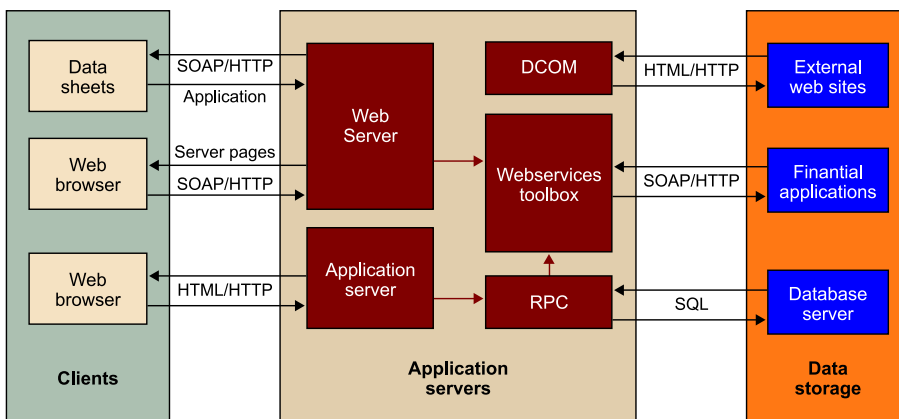 Data
sheets
SOAP/HTTP
Application
Web
Server
DCOM
HTML/HTTP
External
web sites
Web
browser
Server pages
SOAP/HTTP
Webservices
toolbox
SOAP/HTTP
Finantial
applications
Web
browser
HTML/HTTP
Application
server
RPC
SQL
Database
server
Clients
Application
servers
Data
storage